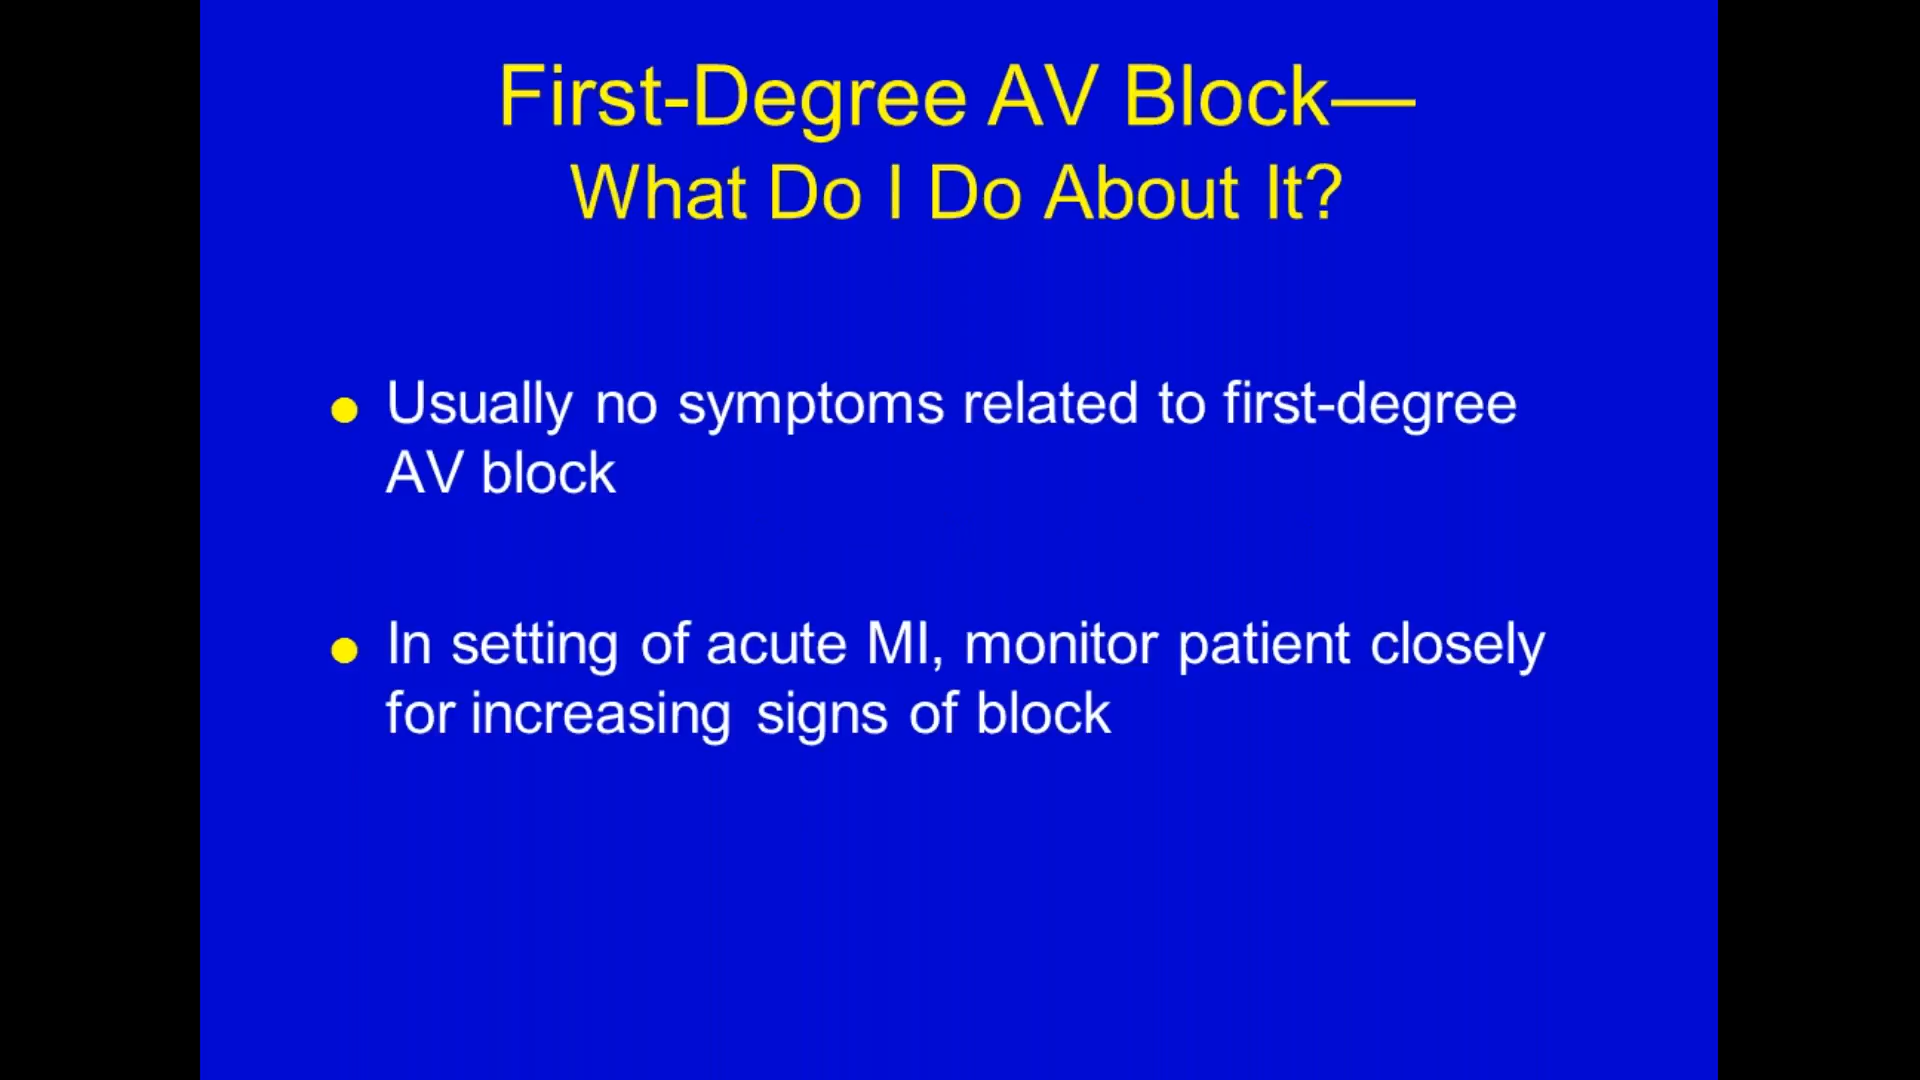 First-Degree AV Block—
What Do I Do About It?
Usually no symptoms related to first-degree
AV block
In setting of acute MI, monitor patient closely
for increasing signs of block